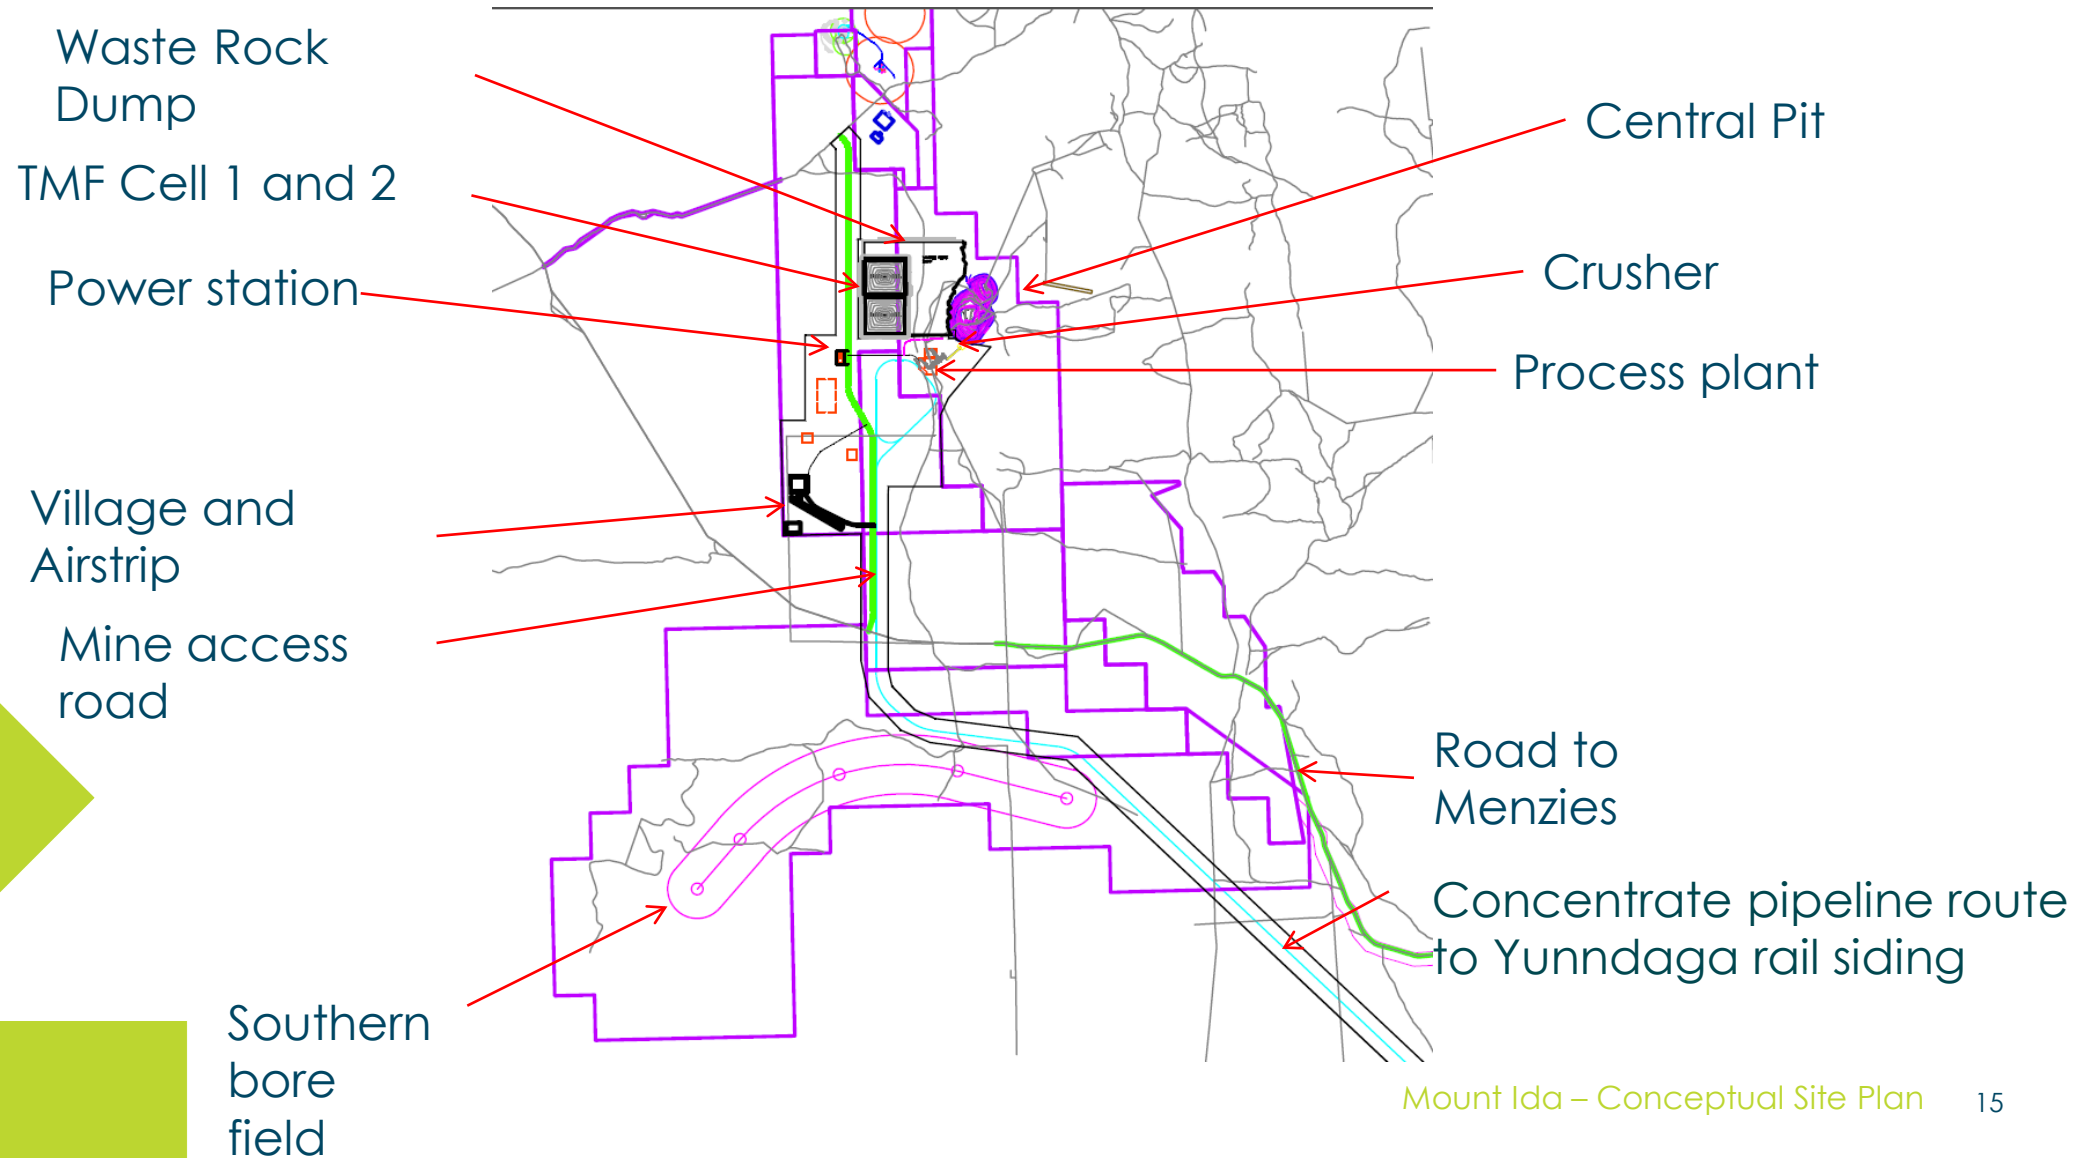 Waste Rock
Dump
TMF Cell 1 and 2
Power station
Village and
Airstrip
Mine access
road
Southern
bore
field
Central Pit
Crusher
Process plant
Road to
Menzies
Concentrate pipeline route
to Yunndaga rail siding
Mount Ida – Conceptual Site Plan
15